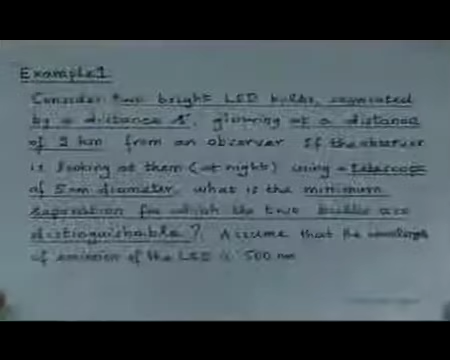 Example 1
Consider two bright LED bulbs, separated
by a distance 'd', glowing at a distance
of 2 km from an observer. If the observer
is looking at them (at night) using a telescope
of 5 cm diameter, what is the minimum
separation for which the two bulbs are
distinguishable? Assume that the wavelength
of emission of the LED is 500 nm